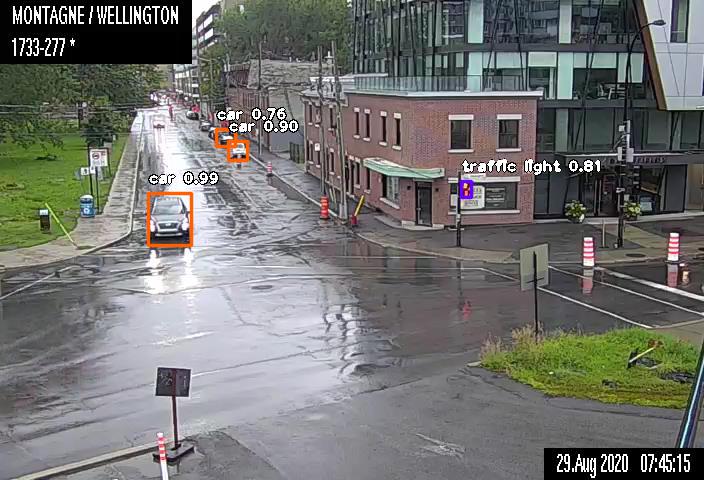 MONTAGNE / WELLINGTON
1733-277 *
car 0.76
car 0.90
traffic light 0.81
car 0.99
29.Aug 2020 07:45:15